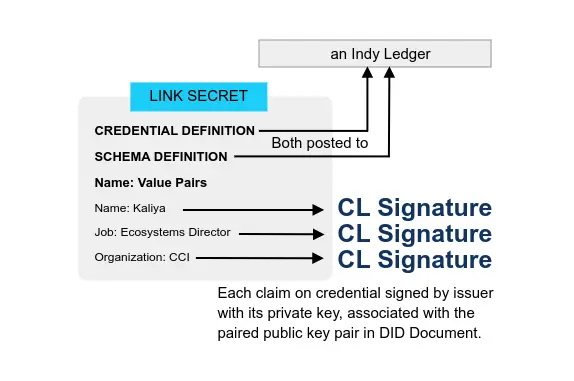 an Indy Ledger
LINK SECRET
CREDENTIAL DEFINITION
Both posted to
SCHEMA DEFINITION
Name: Value Pairs
Name: Kaliya
CL Signature
Job: Ecosystems Director
CL Signature
Organization: CCI
CL Signature
Each claim on credential signed by issuer
with its private key, associated with the
paired public key pair in DID Document.